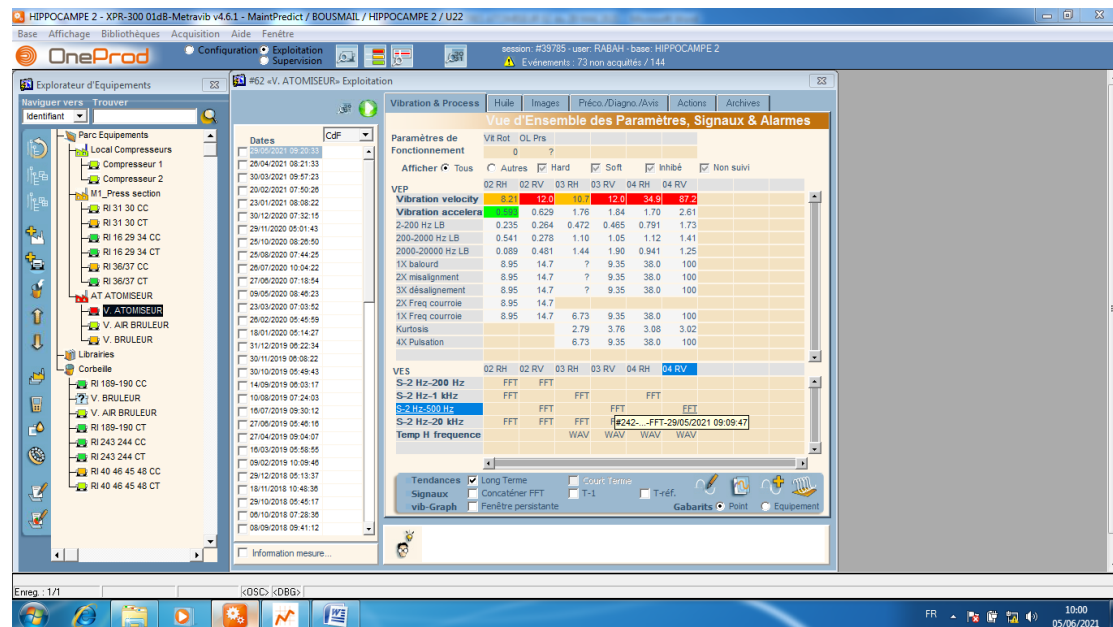 HIPPOCAMPE 2 - XPR-300 01dB-Metravib v4.6.1 - MaintPredict / BOUSMAIL / HIPPOCAMPE 2 / U22
Base Affichage Bibliothèques Acquisition Aide Fenêtre
OneProd
Configuration Exploitation
Supervision
session: #39785 - user: RABAH - base: HIPPOCAMPE 2
Evénements : 73 non acquittés / 144
Explorateur d'Equipements
Naviguer vers Trouver
Identifiant
Parc Equipements
Local Compresseurs
Compresseur 1
Compresseur 2
M1_Press section
RI 31 30 CC
RI 31 30 CT
RI 16 29 34 CC
RI 16 29 34 CT
RI 36/37 CC
RI 36/37 CT
AT ATOMISEUR
V. ATOMISEUR
V. AIR BRULEUR
V. BRULEUR
Librairies
Corbeille
RI 189-190 CC
V. BRULEUR
V. AIR BRULEUR
RI 189-190 CT
RI 243 244 CC
RI 243 244 CT
RI 40 46 45 48 CC
RI 40 46 45 48 CT
#62 «V. ATOMISEUR» Exploitation
Dates CdF
29/05/2021 09:20:33
26/04/2021 08:21:33
30/03/2021 09:57:23
20/02/2021 07:50:26
23/01/2021 08:08:22
30/12/2020 07:32:15
29/11/2020 05:01:43
25/10/2020 08:26:50
25/08/2020 07:44:25
26/07/2020 10:04:22
27/06/2020 07:18:54
09/05/2020 08:46:23
23/03/2020 07:03:52
26/02/2020 05:45:59
18/01/2020 05:14:27
31/12/2019 06:22:34
30/11/2019 06:08:22
30/10/2019 05:49:43
14/09/2019 06:03:17
10/08/2019 07:24:03
16/07/2019 09:30:12
27/06/2019 05:46:16
27/04/2019 09:04:07
16/03/2019 05:58:55
09/02/2019 10:09:46
29/12/2018 05:13:37
18/11/2018 10:48:36
29/10/2018 05:45:17
06/10/2018 07:28:36
08/09/2018 09:41:12
Information mesure...
Vibration & Process Huile Images Préco./Diagno./Avis Actions Archives
Vue d'Ensemble des Paramètres, Signaux & Alarmes
Paramètres de Fonctionnement Vit Rot OL Prs
0 ?
Afficher Tous Autres Hard Soft Inhibé Non suivi
VEP 02 RH 02 RV 03 RH 03 RV 04 RH 04 RV
Vibration velocity 8.21 12.0 10.7 12.0 34.9 87.2
Vibration accelera 0.593 0.629 1.76 1.84 1.70 2.61
2-200 Hz LB 0.235 0.264 0.472 0.465 0.791 1.73
200-2000 Hz LB 0.541 0.278 1.10 1.05 1.12 1.41
2000-20000 Hz LB 0.089 0.481 1.44 1.90 0.941 1.25
1X balourd 8.95 14.7 ? 9.35 38.0 100
2X misalignment 8.95 14.7 ? 9.35 38.0 100
3X désalignement 8.95 14.7 ? 9.35 38.0 100
2X Freq courroie 8.95 14.7
1X Freq courroie 8.95 14.7 6.73 9.35 38.0 100
Kurtosis 2.79 3.76 3.08 3.02
4X Pulsation 6.73 9.35 38.0 100
VES 02 RH 02 RV 03 RH 03 RV 04 RH 04 RV
S-2 Hz-200 Hz FFT FFT
S-2 Hz-1 kHz FFT FFT FFT
S-2 Hz-500 Hz FFT FFT FFT
S-2 Hz-20 kHz FFT FFT FFT F
#242-...-FFT-29/05/2021 09:09:47
Temp H frequence WAV WAV WAV WAV
Tendances Long Terme Court Terme
Signaux Concaténer FFT T-1 T-réf.
vib-Graph Fenêtre persistante Gabarits Point Equipement
Enreg. : 1/1 <OSC> <DBG>
FR
10:00
05/06/2021